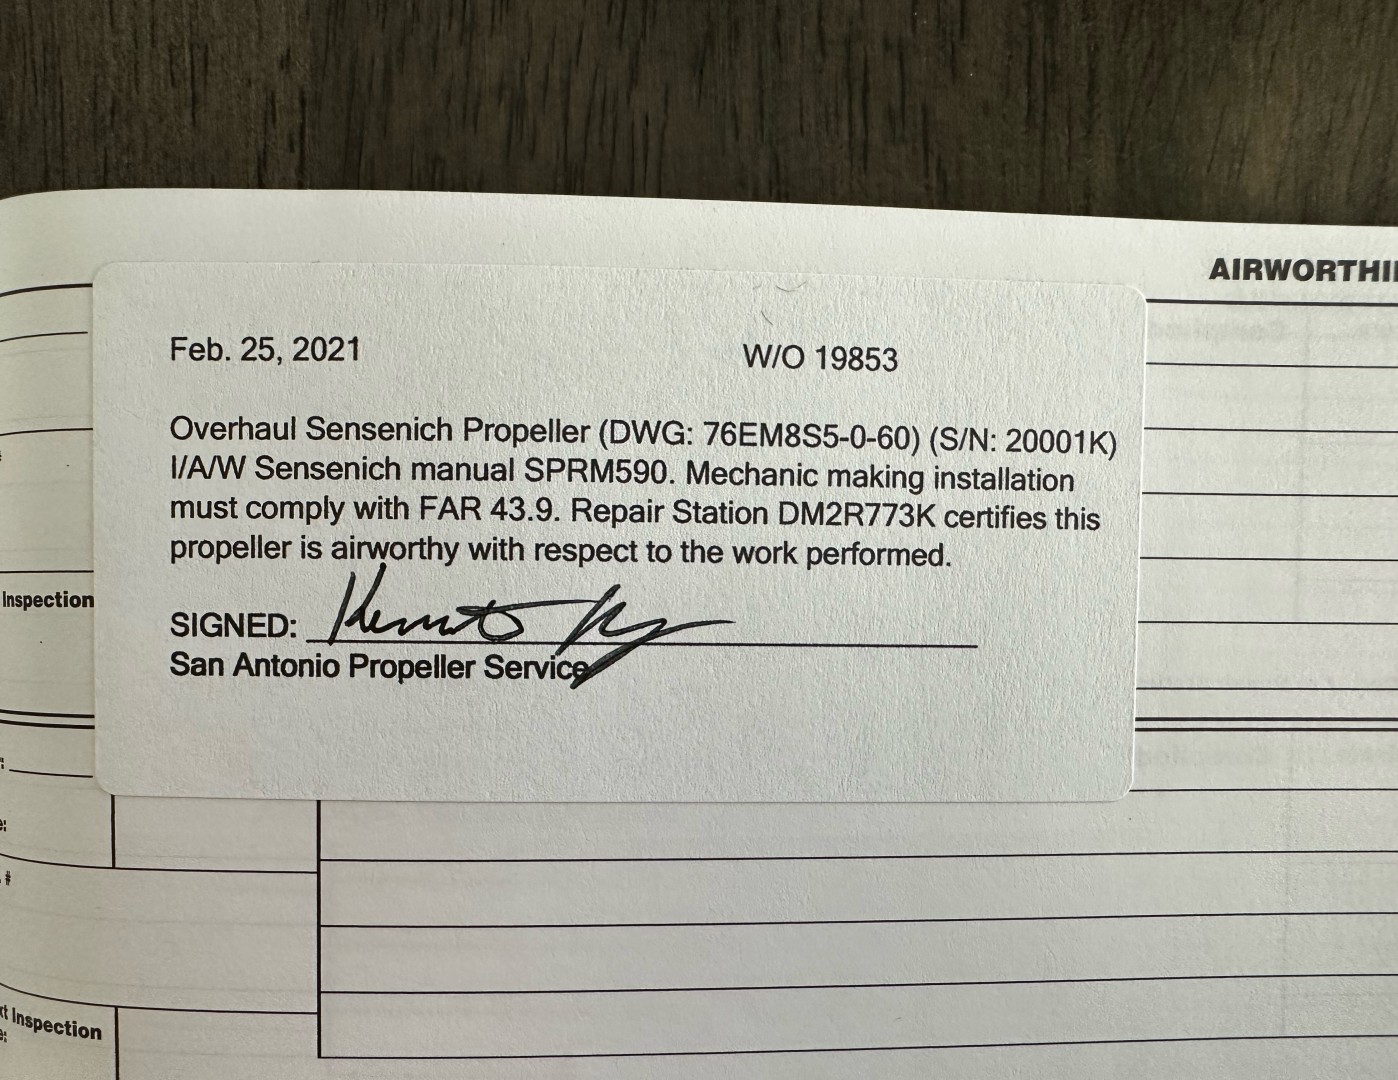 AIRWORTHI
Feb. 25, 2021 W/O 19853
Overhaul Sensenich Propeller (DWG: 76EM8S5-0-60) (S/N: 20001K)
I/A/W Sensenich manual SPRM590. Mechanic making installation
must comply with FAR 43.9. Repair Station DM2R773K certifies this
propeller is airworthy with respect to the work performed.
Inspection
SIGNED:
San Antonio Propeller Service
#
Inspection